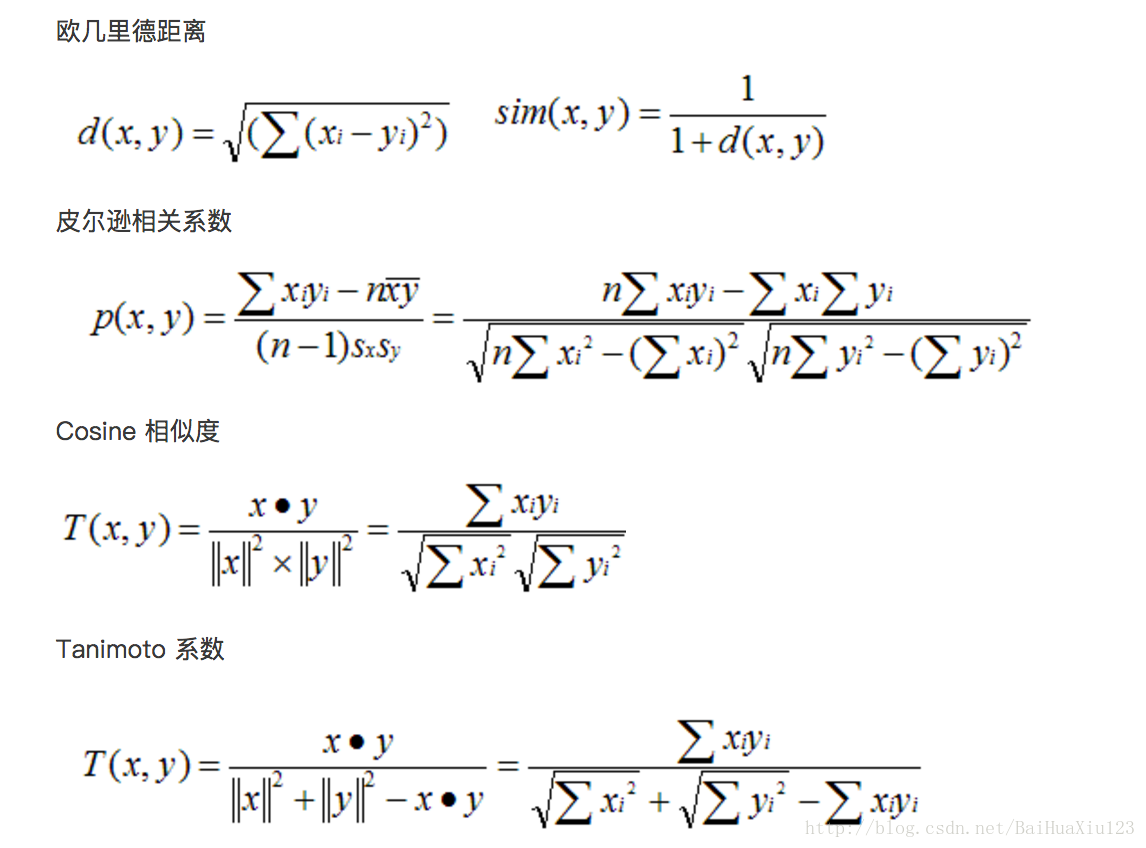 欧几里德距离
d(x, y) = √((∑(xi − yi)²)) sim(x, y) = 1 / (1 + d(x, y))
皮尔逊相关系数
p(x, y) = (∑ xiyi − n x̅y̅) / ((n − 1)sxsy) = (n∑ xiyi − ∑ xi∑ yi) / (√(n∑ xi² − (∑ xi)²) √(n∑ yi² − (∑ yi)²))
Cosine 相似度
T(x, y) = (x • y) / (‖x‖² × ‖y‖²) = ∑ xiyi / (√(∑ xi²) √(∑ yi²))
Tanimoto 系数
T(x, y) = (x • y) / (‖x‖² + ‖y‖² − x • y) = ∑ xiyi / (√(∑ xi²) + √(∑ yi²) − ∑ xiyi)
http://blog.csdn.net/BaiHuaXiu123